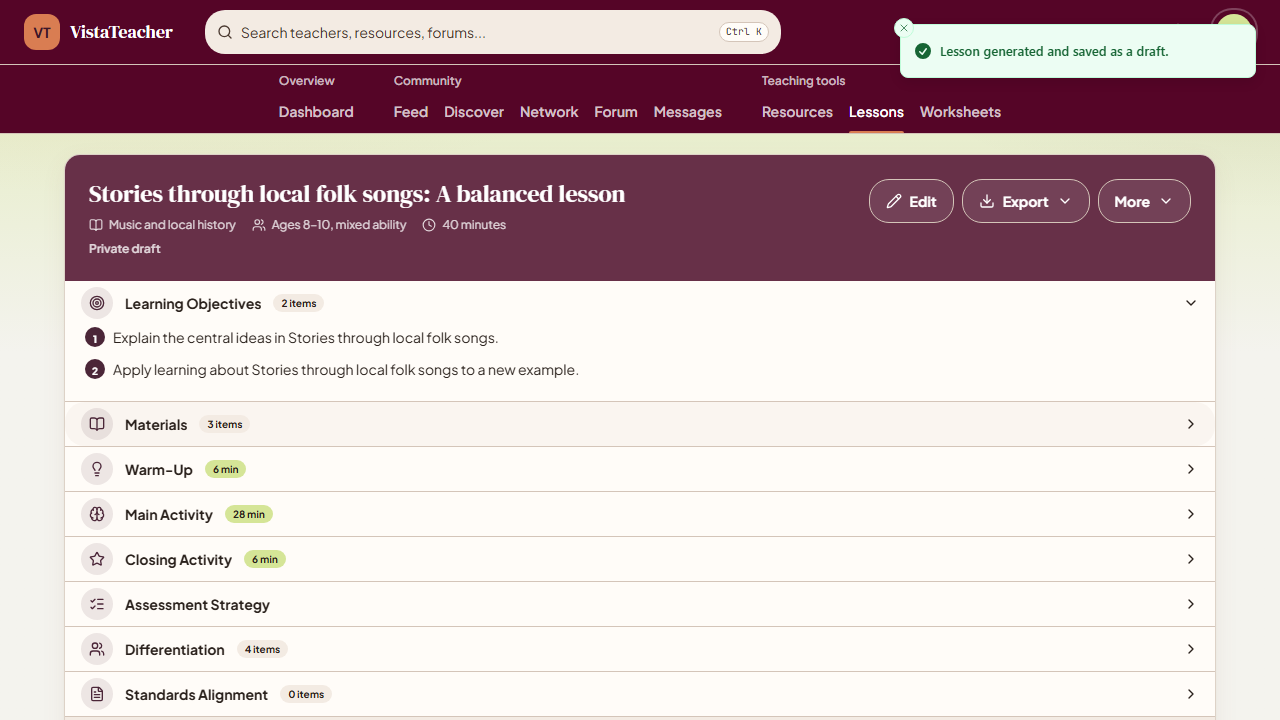 VT VistaTeacher
Search teachers, resources, forums... Ctrl K
Lesson generated and saved as a draft.
Overview
Community
Teaching tools
Dashboard
Feed
Discover
Network
Forum
Messages
Resources
Lessons
Worksheets
Stories through local folk songs: A balanced lesson
Edit
Export
More
Music and local history
Ages 8–10, mixed ability
40 minutes
Private draft
Learning Objectives 2 items
1 Explain the central ideas in Stories through local folk songs.
2 Apply learning about Stories through local folk songs to a new example.
Materials 3 items
Warm-Up 6 min
Main Activity 28 min
Closing Activity 6 min
Assessment Strategy
Differentiation 4 items
Standards Alignment 0 items